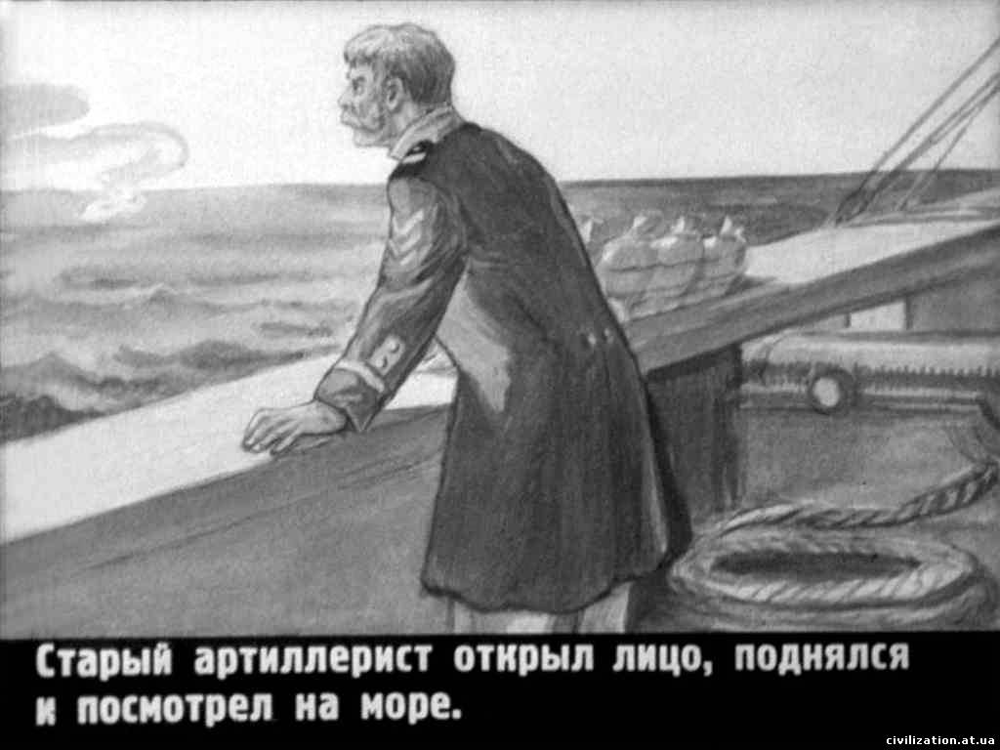 Старый артиллерист открыл лицо, поднялся
и посмотрел на море.
civilization.at.ua